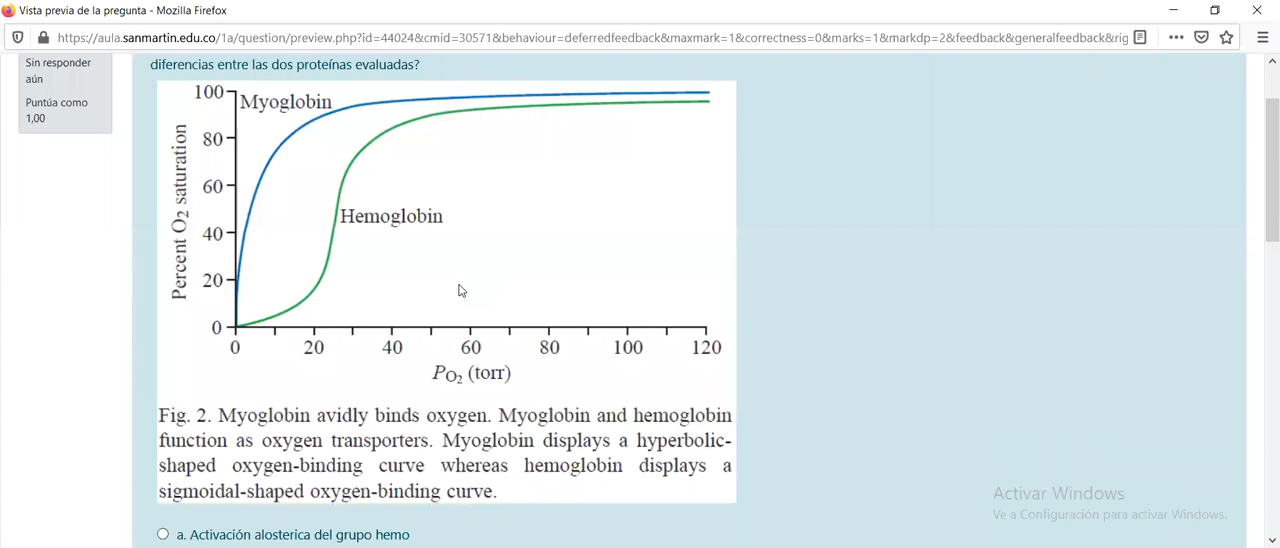 Vista previa de la pregunta - Mozilla Firefox
https://aula.sanmartin.edu.co/1a/question/preview.php?id=44024&cmid=30571&behaviour=deferredfeedback&maxmark=1&correctness=0&marks=1&markdp=2&feedback&generalfeedback&rig
Sin responder
aún
Puntúa como
1,00
diferencias entre las dos proteínas evaluadas?
100
80
60
40
20
0
Percent O2 saturation
Myoglobin
Hemoglobin
0 20 40 60 80 100 120
PO2 (torr)
Fig. 2. Myoglobin avidly binds oxygen. Myoglobin and hemoglobin
function as oxygen transporters. Myoglobin displays a hyperbolic-
shaped oxygen-binding curve whereas hemoglobin displays a
sigmoidal-shaped oxygen-binding curve.
a. Activación alosterica del grupo hemo
Activar Windows
Ve a Configuración para activar Windows.